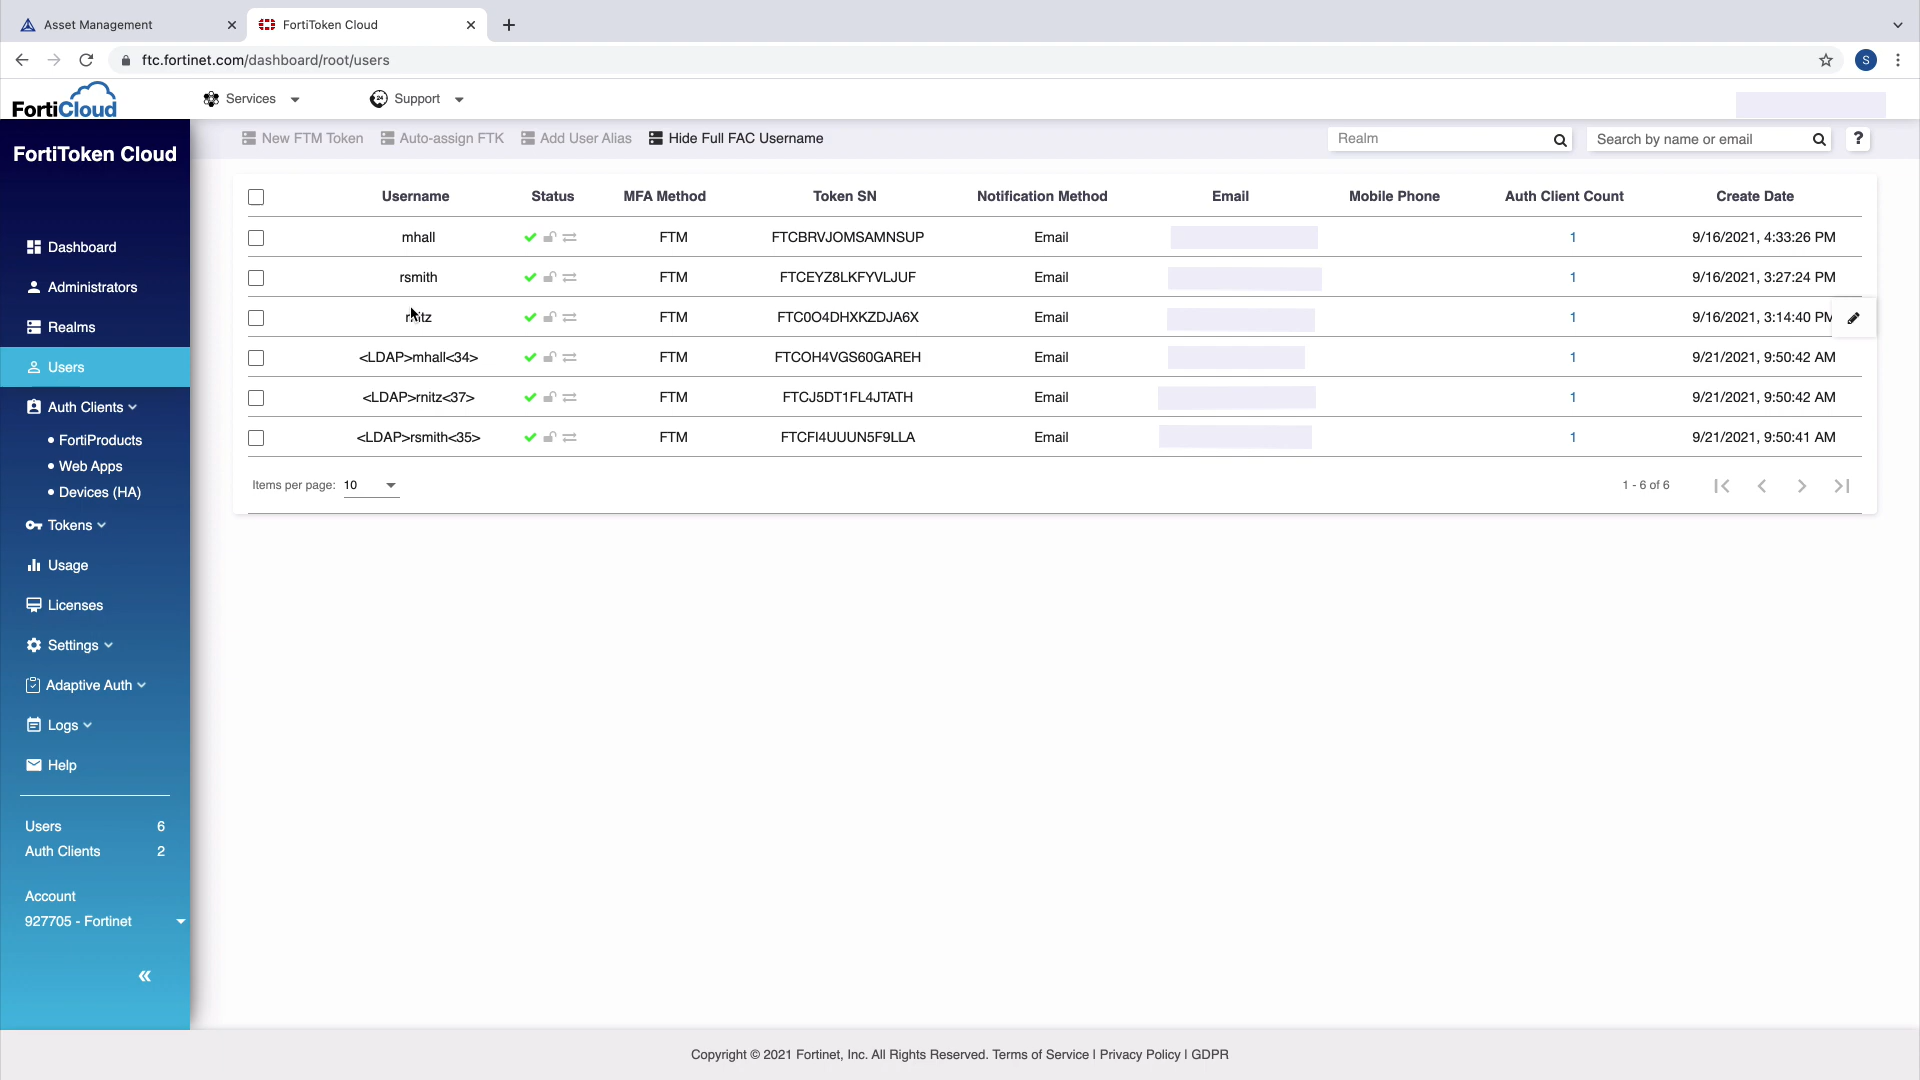 Asset Management
FortiToken Cloud
ftc.fortinet.com/dashboard/root/users
S
FortiCloud
Services
Support
FortiToken Cloud
New FTM Token
Auto-assign FTK
Add User Alias
Hide Full FAC Username
Realm
Search by name or email
?
Username Status MFA Method Token SN Notification Method Email Mobile Phone Auth Client Count Create Date
mhall FTM FTCBRVJOMSAMNSUP Email 1 9/16/2021, 4:33:26 PM
rsmith FTM FTCEYZ8LKFYVLJUF Email 1 9/16/2021, 3:27:24 PM
FTM FTC0O4DHXKZDJA6X Email 1 9/16/2021, 3:14:40 PM
<LDAP>mhall<34> FTM FTCOH4VGS60GAREH Email 1 9/21/2021, 9:50:42 AM
<LDAP>rnitz<37> FTM FTCJ5DT1FL4JTATH Email 1 9/21/2021, 9:50:42 AM
<LDAP>rsmith<35> FTM FTCFI4UUUN5F9LLA Email 1 9/21/2021, 9:50:41 AM
Items per page: 10
1 - 6 of 6
Dashboard
Administrators
Realms
Users
Auth Clients
FortiProducts
Web Apps
Devices (HA)
Tokens
Usage
Licenses
Settings
Adaptive Auth
Logs
Help
Users 6
Auth Clients 2
Account
927705 - Fortinet
Copyright © 2021 Fortinet, Inc. All Rights Reserved. Terms of Service | Privacy Policy | GDPR